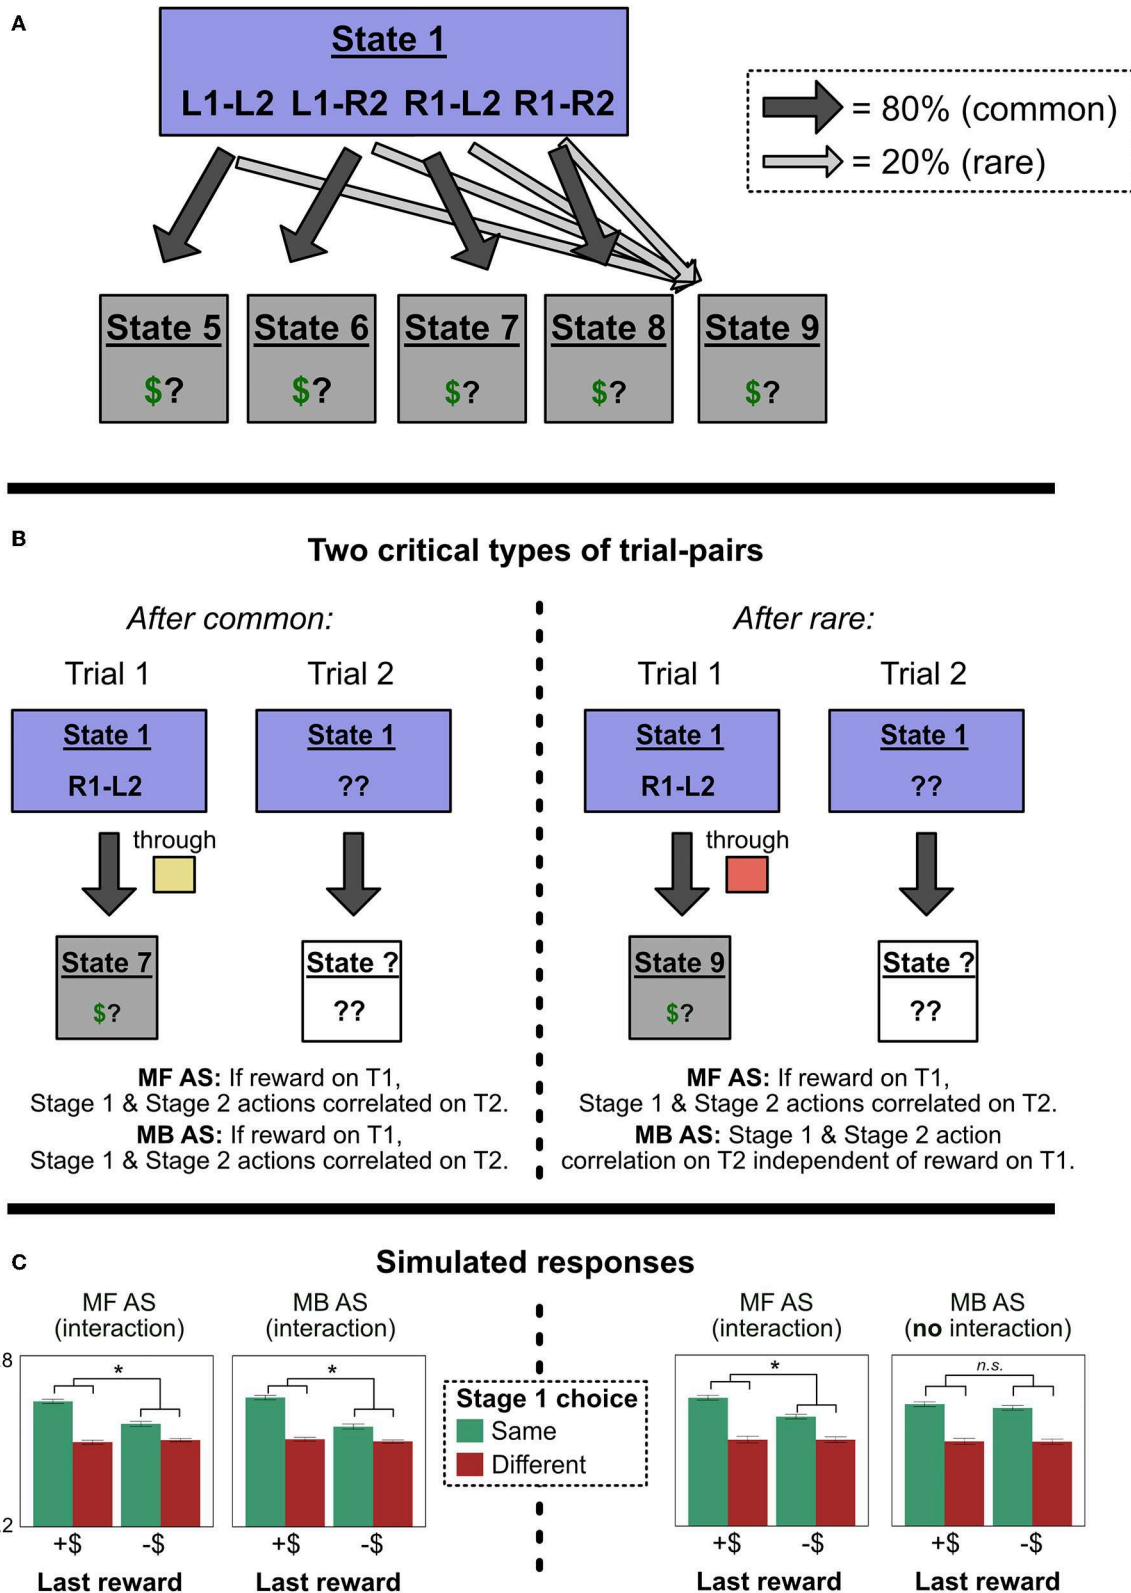 A
State 1
L1-L2 L1-R2 R1-L2 R1-R2
= 80% (common)
= 20% (rare)
State 5
$?
State 6
$?
State 7
$?
State 8
$?
State 9
$?
B
Two critical types of trial-pairs
After common:
Trial 1
Trial 2
State 1
R1-L2
State 1
??
through
State 7
$?
State ?
??
MF AS: If reward on T1,
Stage 1 & Stage 2 actions correlated on T2.
MB AS: If reward on T1,
Stage 1 & Stage 2 actions correlated on T2.
After rare:
Trial 1
Trial 2
State 1
R1-L2
State 1
??
through
State 9
$?
State ?
??
MF AS: If reward on T1,
Stage 1 & Stage 2 actions correlated on T2.
MB AS: Stage 1 & Stage 2 action
correlation on T2 independent of reward on T1.
C
Simulated responses
MF AS
(interaction)
.8
.2
*
+$ -$
Last reward
MB AS
(interaction)
*
+$ -$
Last reward
Stage 1 choice
Same
Different
MF AS
(interaction)
*
+$ -$
Last reward
MB AS
(no interaction)
n.s.
+$ -$
Last reward